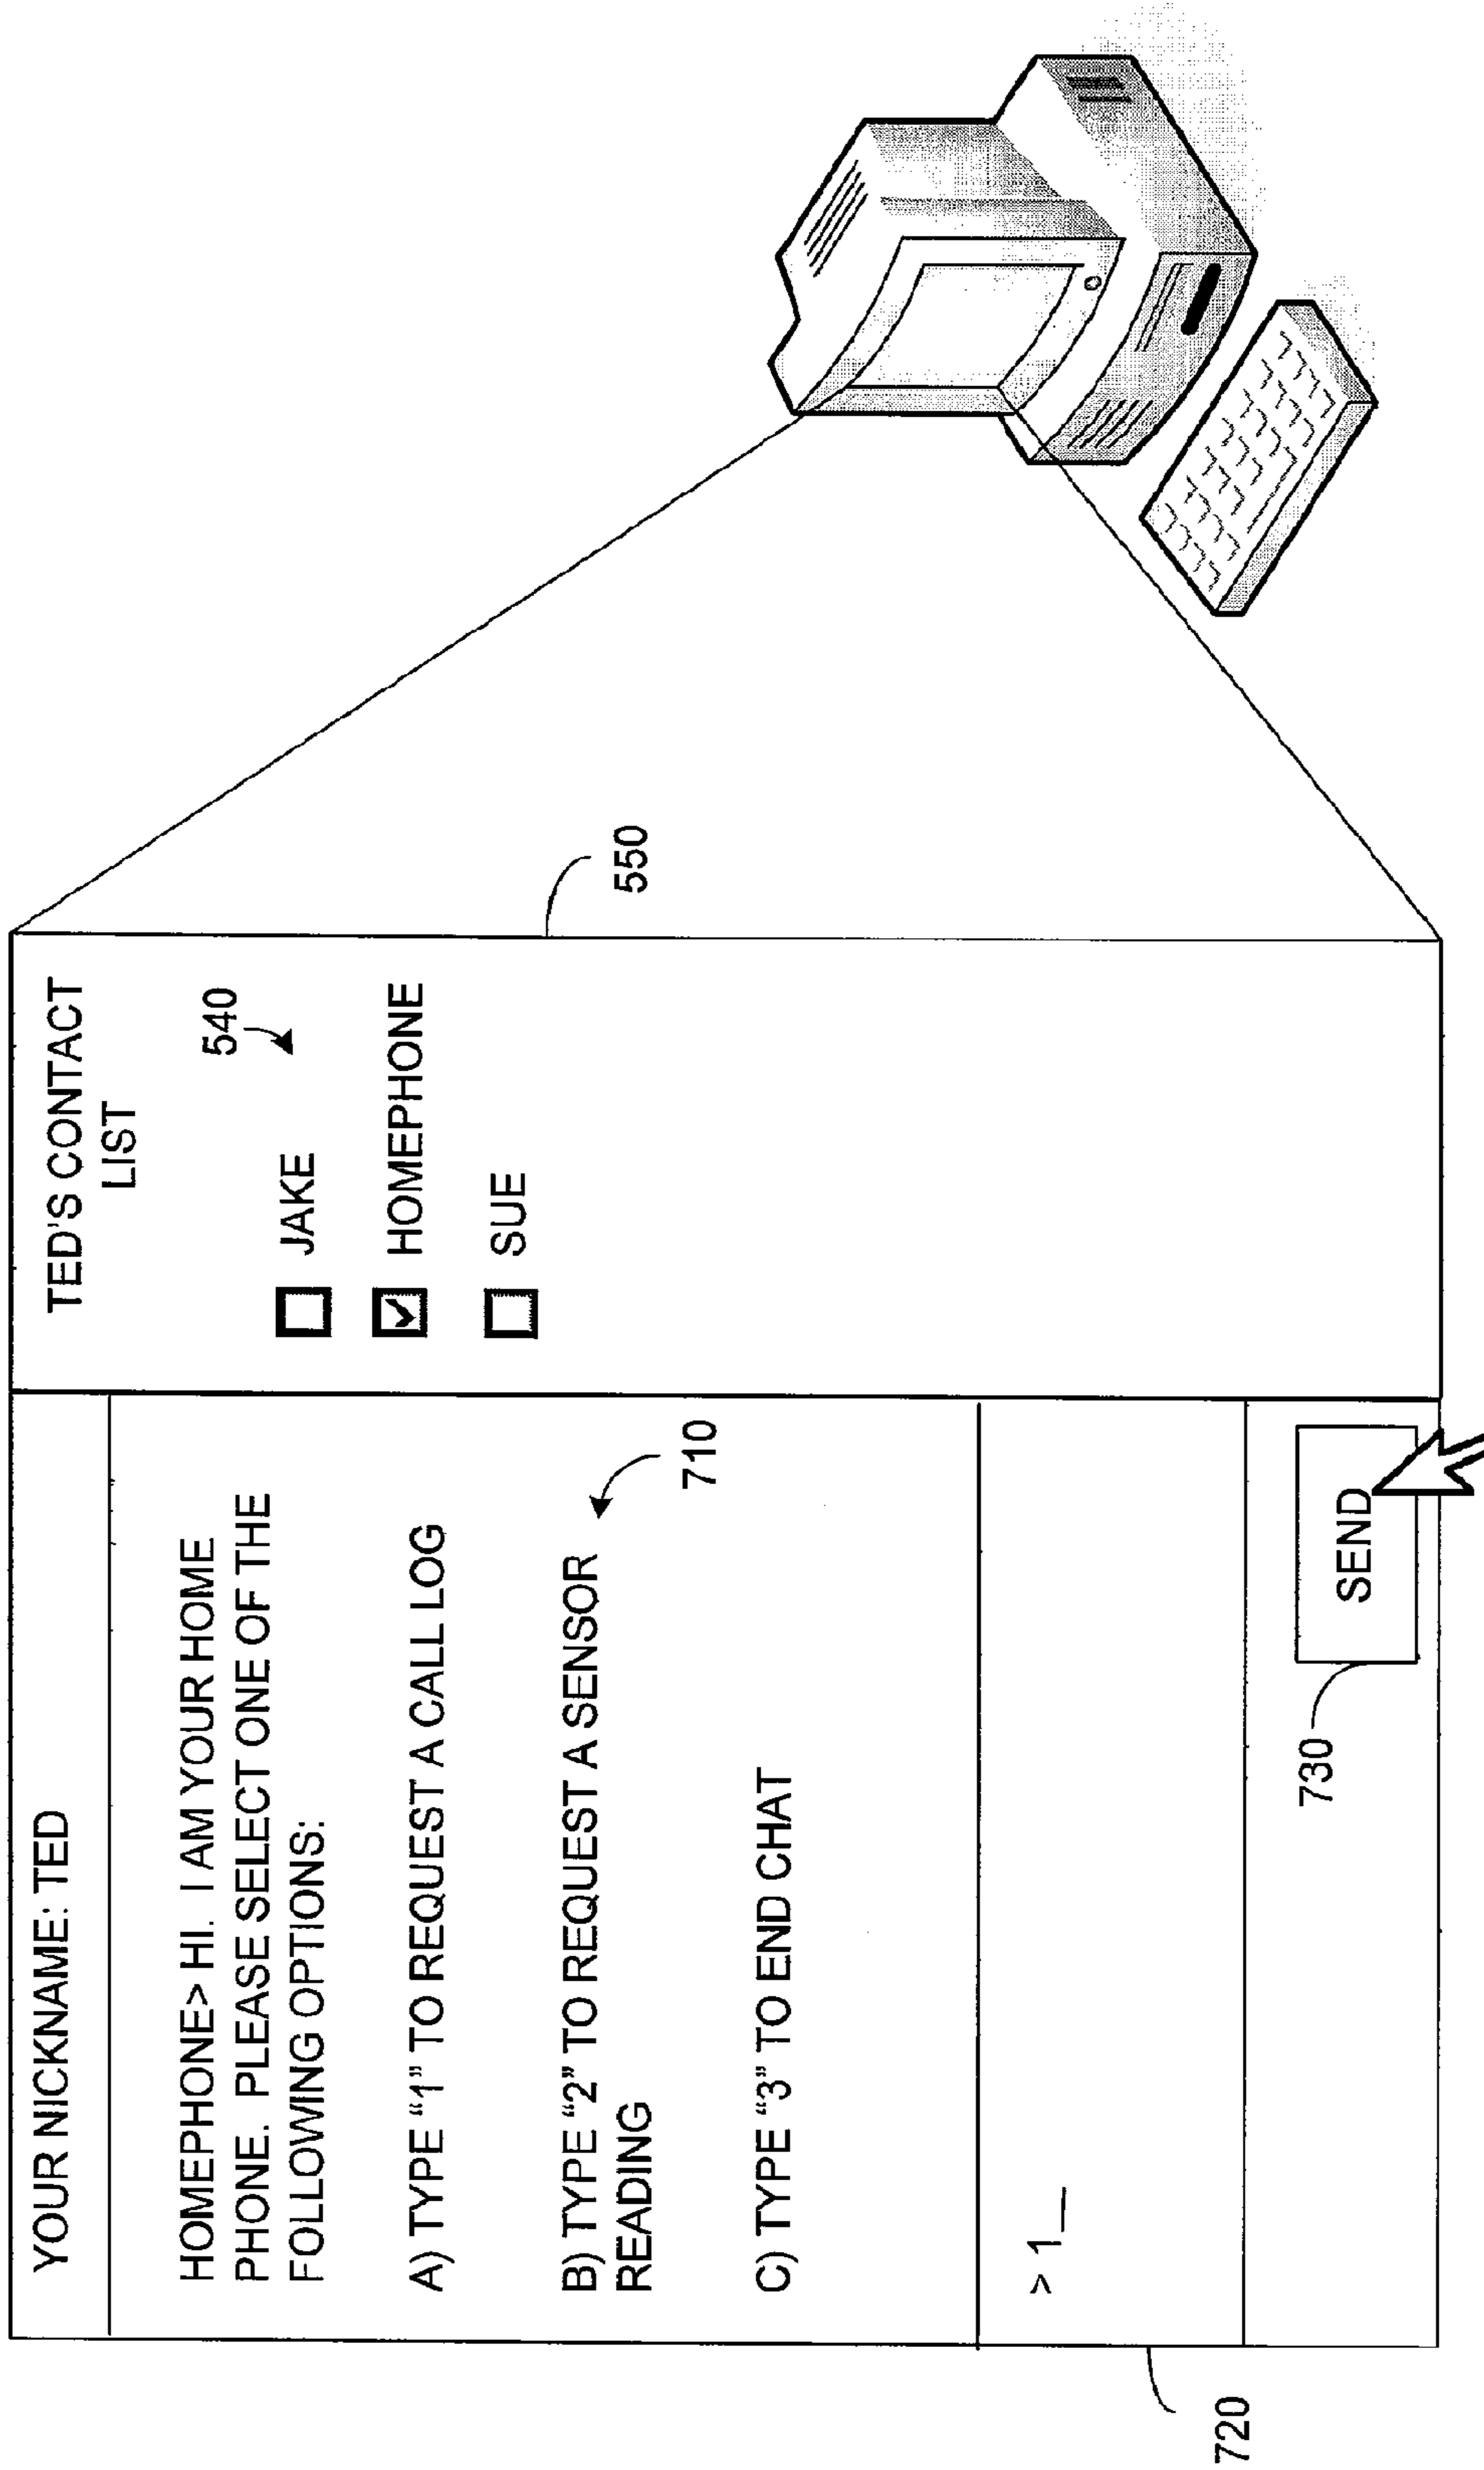 YOUR NICKNAME: TED
HOMEPHONE> HI. I AM YOUR HOME
PHONE. PLEASE SELECT ONE OF THE
FOLLOWING OPTIONS:
A) TYPE “1” TO REQUEST A CALL LOG
B) TYPE “2” TO REQUEST A SENSOR
READING
C) TYPE “3” TO END CHAT
710
> 1_
720
730
SEND
TED'S CONTACT
LIST
540
JAKE
HOMEPHONE
SUE
550